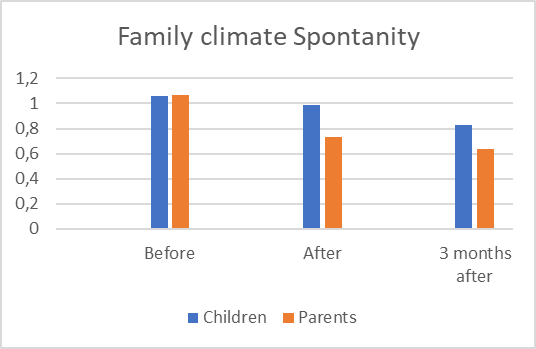 Family climate Spontanity
1,2
1
0,8
0,6
0,4
0,2
0
Before
After
3 months
after
Children
Parents